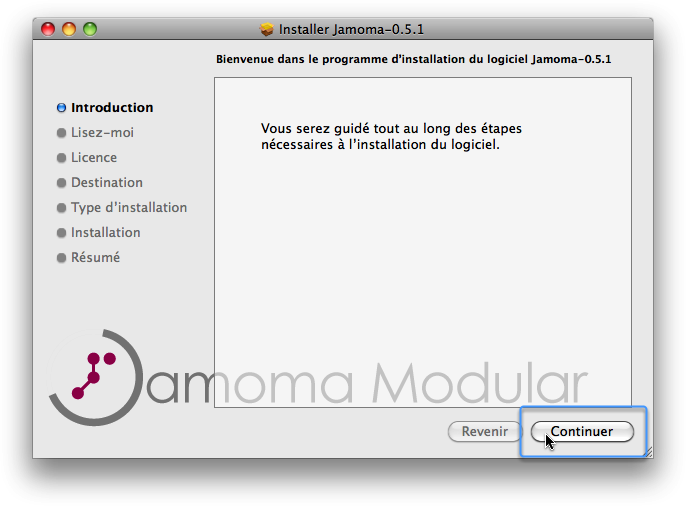 Installer Jamoma-0.5.1
Bienvenue dans le programme d'installation du logiciel Jamoma-0.5.1
Introduction
Lisez-moi
Licence
Destination
Type d'installation
Installation
Résumé
Vous serez guidé tout au long des étapes
nécessaires à l'installation du logiciel.
Jamoma Modular
Revenir
Continuer